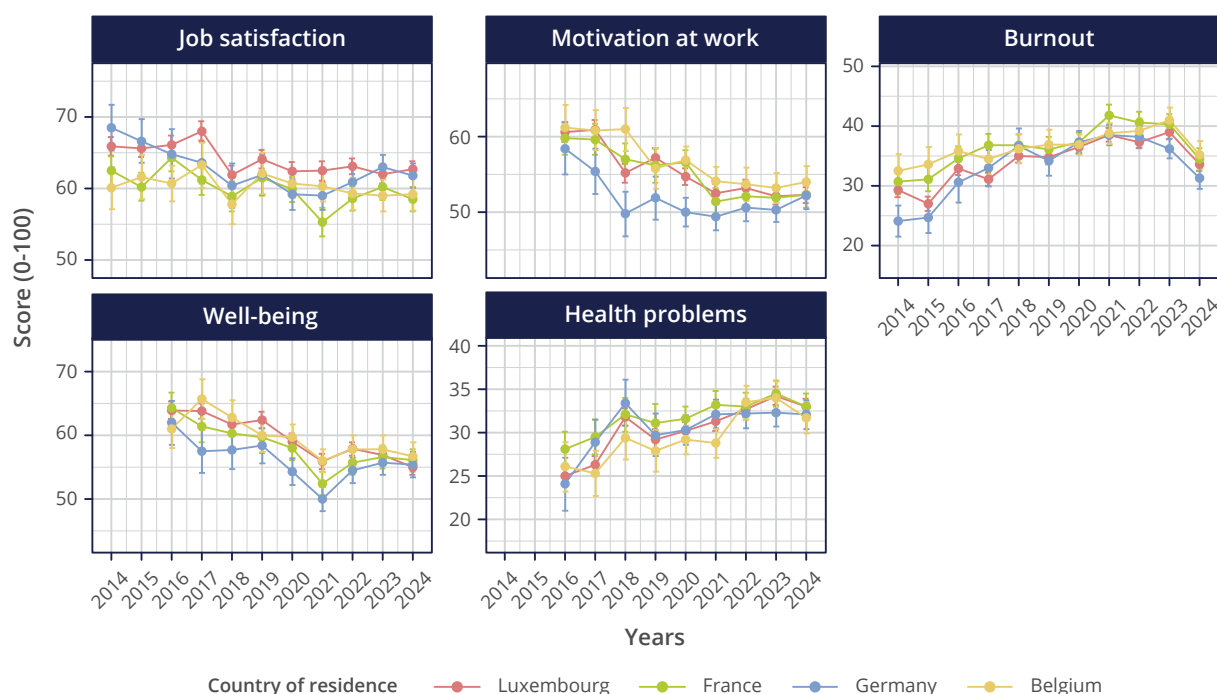 Job satisfaction
Motivation at work
Burnout
Score (0-100)
70
60
50
60
50
50
40
30
20
2014 2015 2016 2017 2018 2019 2020 2021 2022 2023 2024
Well-being
Health problems
70
60
50
40
35
30
25
20
2014 2015 2016 2017 2018 2019 2020 2021 2022 2023 2024
2014 2015 2016 2017 2018 2019 2020 2021 2022 2023 2024
Years
Country of residence Luxembourg France Germany Belgium